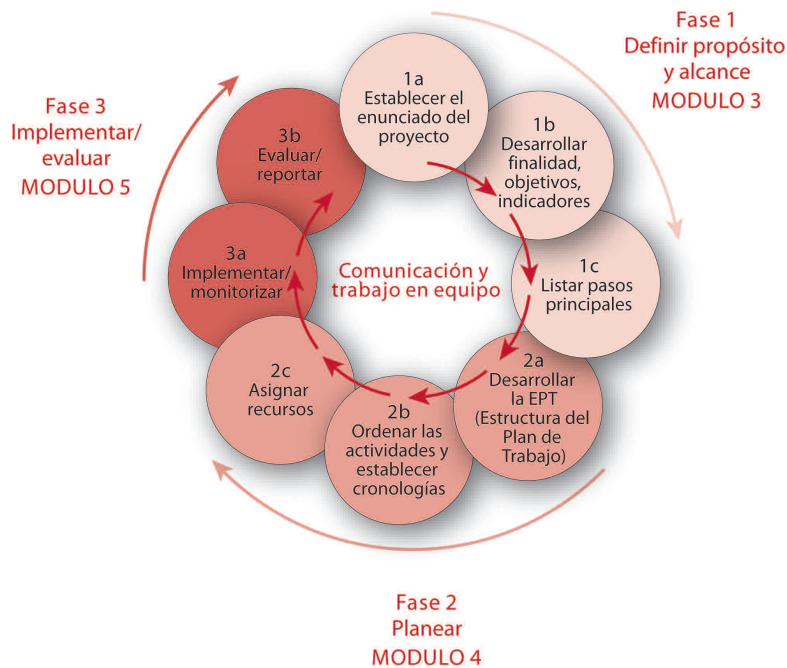 Fase 1
Definir propósito
y alcance
MODULO 3
1a
Establecer el
enunciado del
proyecto
1b
Desarrollar
finalidad,
objetivos,
indicadores
1c
Listar pasos
principales
2a
Desarrollar
la EPT
(Estructura del
Plan de
Trabajo)
2b
Ordenar las
actividades y
establecer
cronologías
2c
Asignar
recursos
3a
Implementar/
monitorizar
3b
Evaluar/
reportar
Comunicación y
trabajo en equipo
Fase 3
Implementar/
evaluar
MODULO 5
Fase 2
Planear
MODULO 4